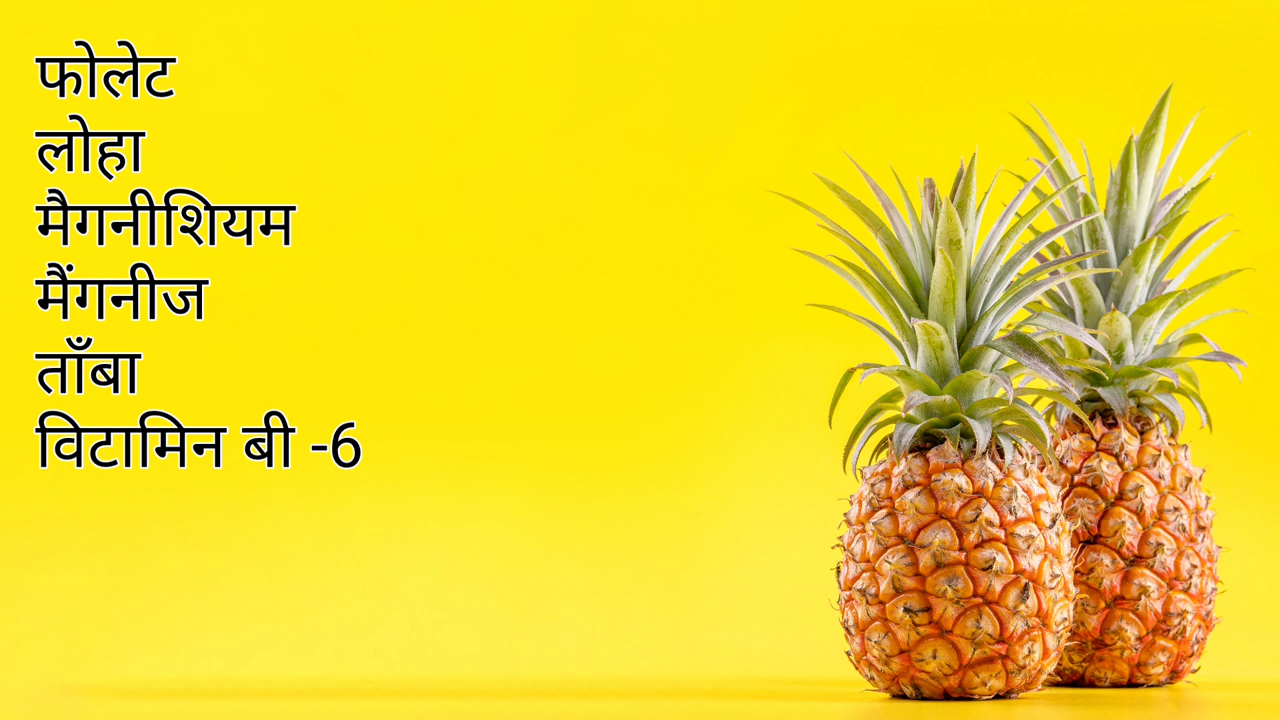 फोलेट
लोहा
मैगनीशियम
मैंगनीज
ताँबा
विटामिन बी -6